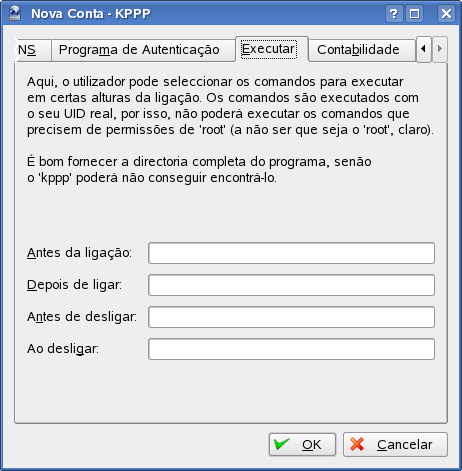 Nova Conta - KPPP
NS Programa de Autenticação Executar Contabilidade
Aqui, o utilizador pode seleccionar os comandos para executar
em certas alturas da ligação. Os comandos são executados com
o seu UID real, por isso, não poderá executar os comandos que
precisem de permissões de 'root' (a não ser que seja o 'root', claro).
É bom fornecer a directoria completa do programa, senão
o 'kppp' poderá não conseguir encontrá-lo.
Antes da ligação:
Depois de ligar:
Antes de desligar:
Ao desligar:
OK Cancelar